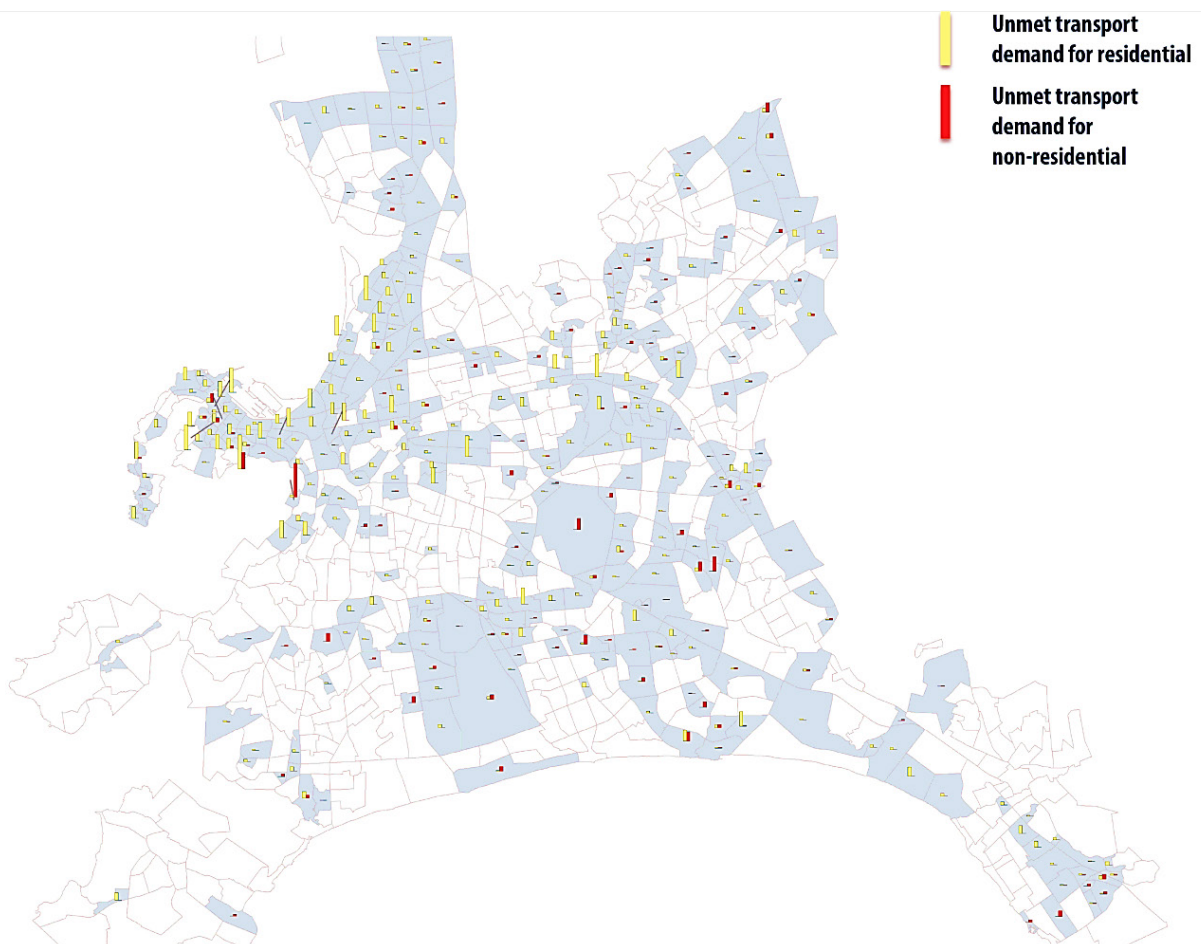 Unmet transport
demand for residential
Unmet transport
demand for
non-residential